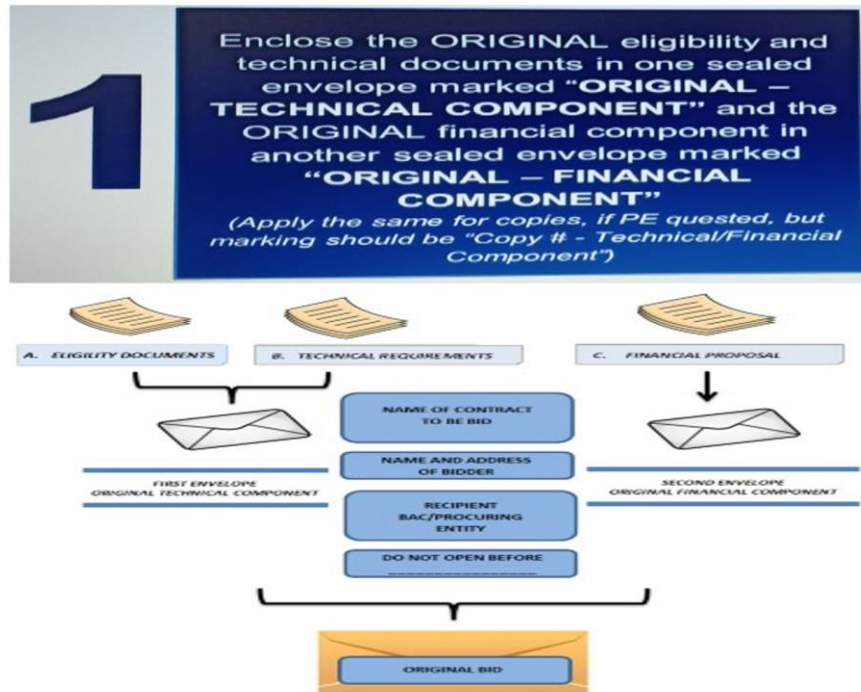 1
Enclose the ORIGINAL eligibility and
technical documents in one sealed
envelope marked “ORIGINAL –
TECHNICAL COMPONENT” and the
ORIGINAL financial component in
another sealed envelope marked
“ORIGINAL – FINANCIAL
COMPONENT”
(Apply the same for copies, if PE quested, but
marking should be “Copy # - Technical/Financial
Component”)
A. ELIGILITY DOCUMENTS
B. TECHNICAL REQUIREMENTS
C. FINANCIAL PROPOSAL
NAME OF CONTRACT
TO BE BID
NAME AND ADDRESS
OF BIDDER
FIRST ENVELOPE
ORIGINAL TECHNICAL COMPONENT
SECOND ENVELOPE
ORIGINAL FINANCIAL COMPONENT
RECIPIENT
BAC/PROCURING
ENTITY
DO NOT OPEN BEFORE
________________
ORIGINAL BID